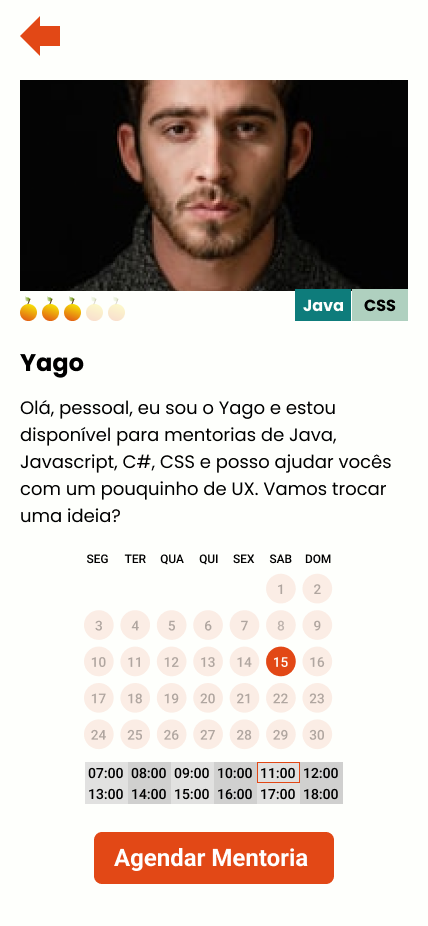 Java CSS
Yago
Olá, pessoal, eu sou o Yago e estou
disponível para mentorias de Java,
Javascript, C#, CSS e posso ajudar vocês
com um pouquinho de UX. Vamos trocar
uma ideia?
SEG TER QUA QUI SEX SAB DOM
1 2
3 4 5 6 7 8 9
10 11 12 13 14 15 16
17 18 19 20 21 22 23
24 25 26 27 28 29 30
07:00 08:00 09:00 10:00 11:00 12:00
13:00 14:00 15:00 16:00 17:00 18:00
Agendar Mentoria